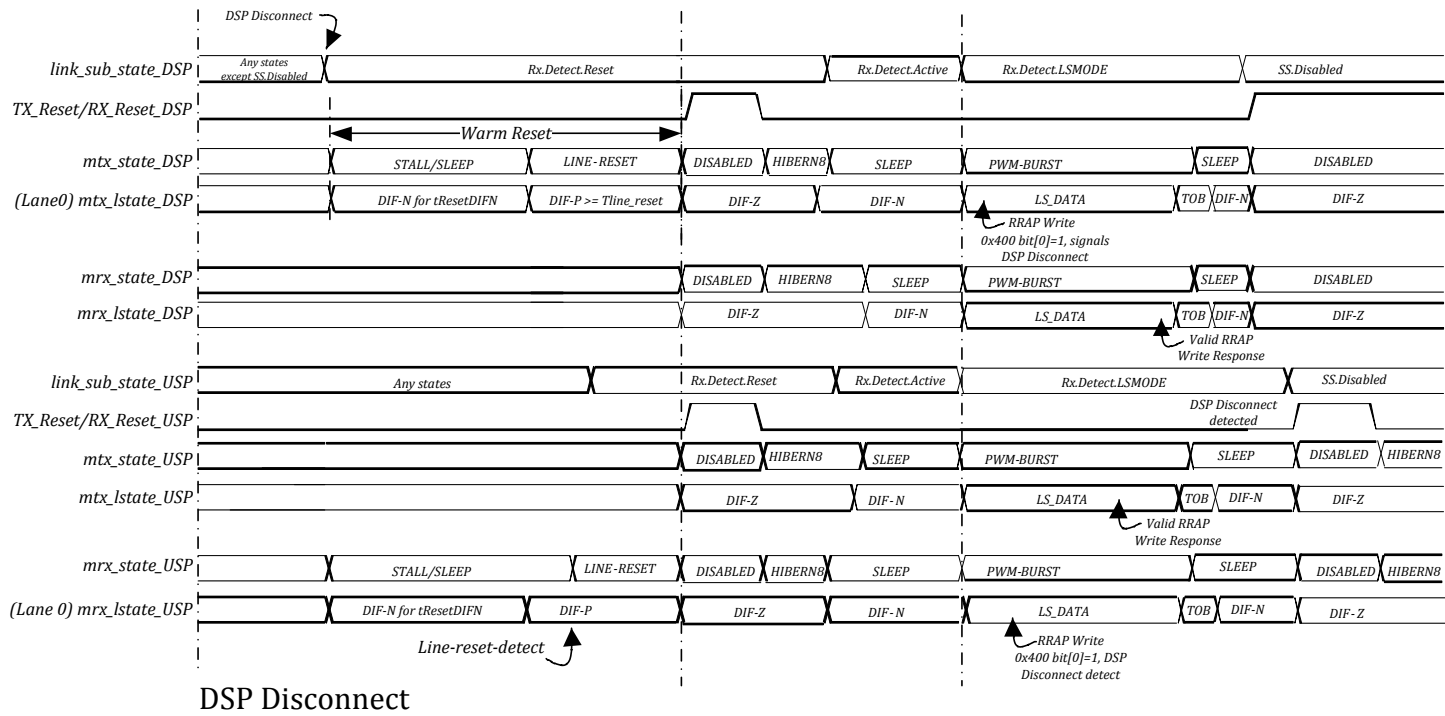 DSP Disconnect
link_sub_state_DSP
Any states
except SS.Disabled
Rx.Detect.Reset
Rx.Detect.Active
Rx.Detect.LSMODE
SS.Disabled
TX_Reset/RX_Reset_DSP
Warm Reset
mtx_state_DSP
STALL/SLEEP
LINE-RESET
DISABLED
HIBERN8
SLEEP
PWM-BURST
SLEEP
DISABLED
(Lane0) mtx_lstate_DSP
DIF-N for tResetDIFN
DIF-P >= Tline_reset
DIF-Z
DIF-N
LS_DATA
TOB
DIF-N
DIF-Z
RRAP Write
0x400 bit[0]=1, signals
DSP Disconnect
mrx_state_DSP
DISABLED
HIBERN8
SLEEP
PWM-BURST
SLEEP
DISABLED
mrx_lstate_DSP
DIF-Z
DIF-N
LS_DATA
TOB
DIF-N
DIF-Z
Valid RRAP
Write Response
link_sub_state_USP
Any states
Rx.Detect.Reset
Rx.Detect.Active
Rx.Detect.LSMODE
SS.Disabled
TX_Reset/RX_Reset_USP
DSP Disconnect
detected
mtx_state_USP
DISABLED
HIBERN8
SLEEP
PWM-BURST
SLEEP
DISABLED
HIBERN8
mtx_lstate_USP
DIF-Z
DIF-N
LS_DATA
TOB
DIF-N
DIF-Z
Valid RRAP
Write Response
mrx_state_USP
STALL/SLEEP
LINE-RESET
DISABLED
HIBERN8
SLEEP
PWM-BURST
SLEEP
DISABLED
HIBERN8
(Lane 0) mrx_lstate_USP
DIF-N for tResetDIFN
DIF-P
DIF-Z
DIF-N
LS_DATA
TOB
DIF-N
DIF-Z
Line-reset-detect
RRAP Write
0x400 bit[0]=1, DSP
Disconnect detect
DSP Disconnect